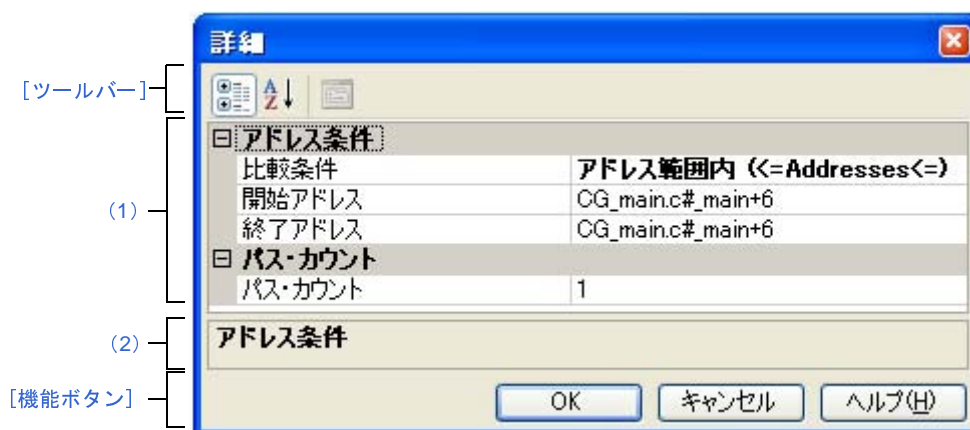 詳細
[ツールバー]
アドレス条件
比較条件 アドレス範囲内 (<=Addresses<=)
(1)
開始アドレス CG_main.c#_main+6
終了アドレス CG_main.c#_main+6
パス・カウント
パス・カウント 1
(2)
アドレス条件
[機能ボタン]
OK キャンセル ヘルプ(H)